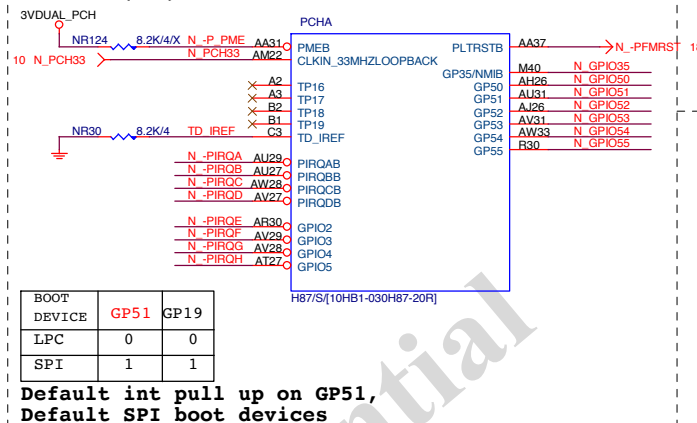 3VDUAL_PCH
PCHA
NR124 8.2K/4/X N_-P_PME AA31 PMEB PLTRSTB AA37 N_-PFMRST 18
10 N_PCH33 N_PCH33 AM22 CLKIN_33MHZLOOPBACK
GP35/NMIB M40 N_GPIO35
A2 TP16 GP50 AH26 N_GPIO50
A3 TP17 GP51 AU31 N_GPIO51
B2 TP18 GP52 AJ26 N_GPIO52
B1 TP19 GP53 AV31 N_GPIO53
NR30 8.2K/4 TD_IREF C3 TD_IREF GP54 AW33 N_GPIO54
GP55 R30 N_GPIO55
N_-PIRQA AU29 PIRQAB
N_-PIRQB AU27 PIRQBB
N_-PIRQC AW28 PIRQCB
N_-PIRQD AV27 PIRQDB
N_-PIRQE AR30 GPIO2
N_-PIRQF AV29 GPIO3
N_-PIRQG AV28 GPIO4
N_-PIRQH AT27 GPIO5
H87/S/[10HB1-030H87-20R]
BOOT
DEVICE GP51 GP19
LPC 0 0
SPI 1 1
Default int pull up on GP51,
Default SPI boot devices
ntial